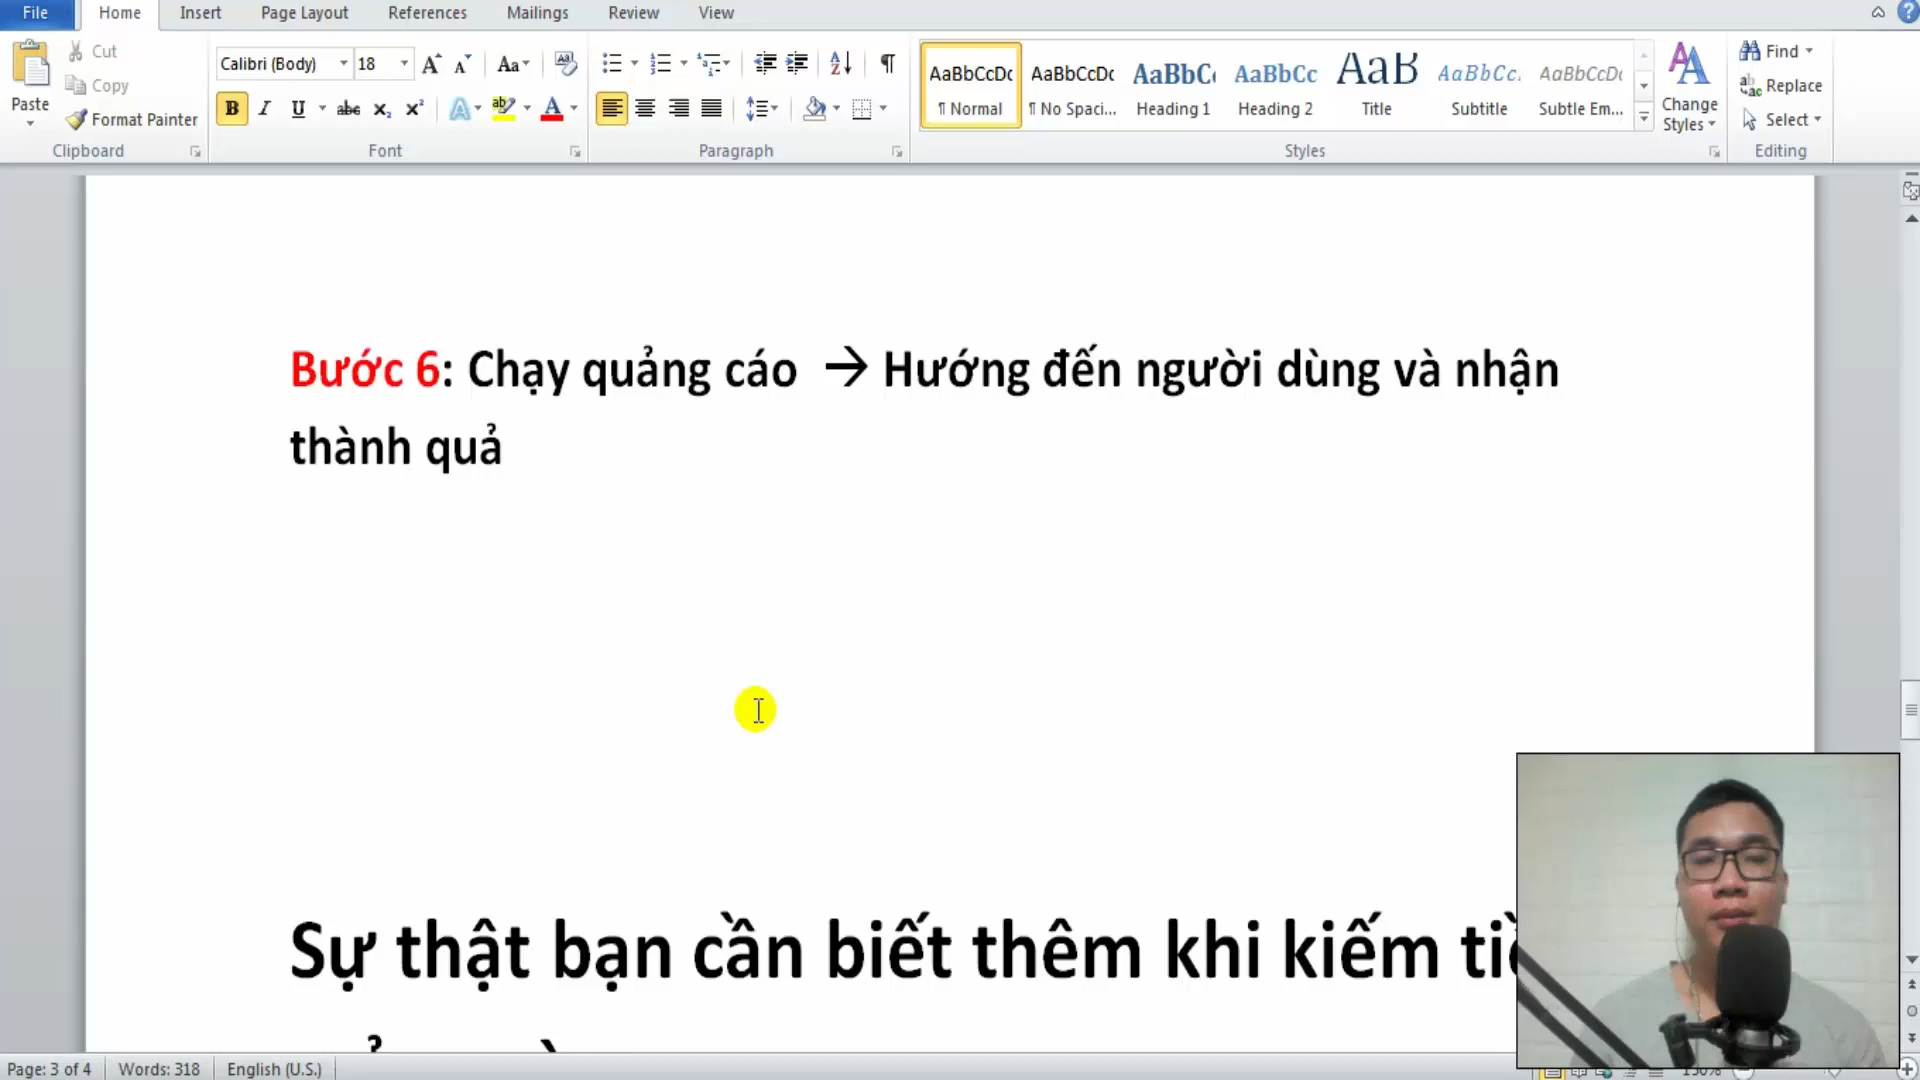 File Home Insert Page Layout References Mailings Review View
Cut
Copy
Format Painter
Paste
Clipboard
Calibri (Body) 18
Font
Paragraph
AaBbCcDc AaBbCcDc AaBbC AaBbCc AaB AaBbCc. AaBbCcDc
¶ Normal ¶ No Spaci... Heading 1 Heading 2 Title Subtitle Subtle Em...
Change
Styles
Styles
Find
Replace
Select
Editing
Bước 6: Chạy quảng cáo → Hướng đến người dùng và nhận
thành quả
Sự thật bạn cần biết thêm khi kiếm
Page: 3 of 4 Words: 318 English (U.S.) 150%